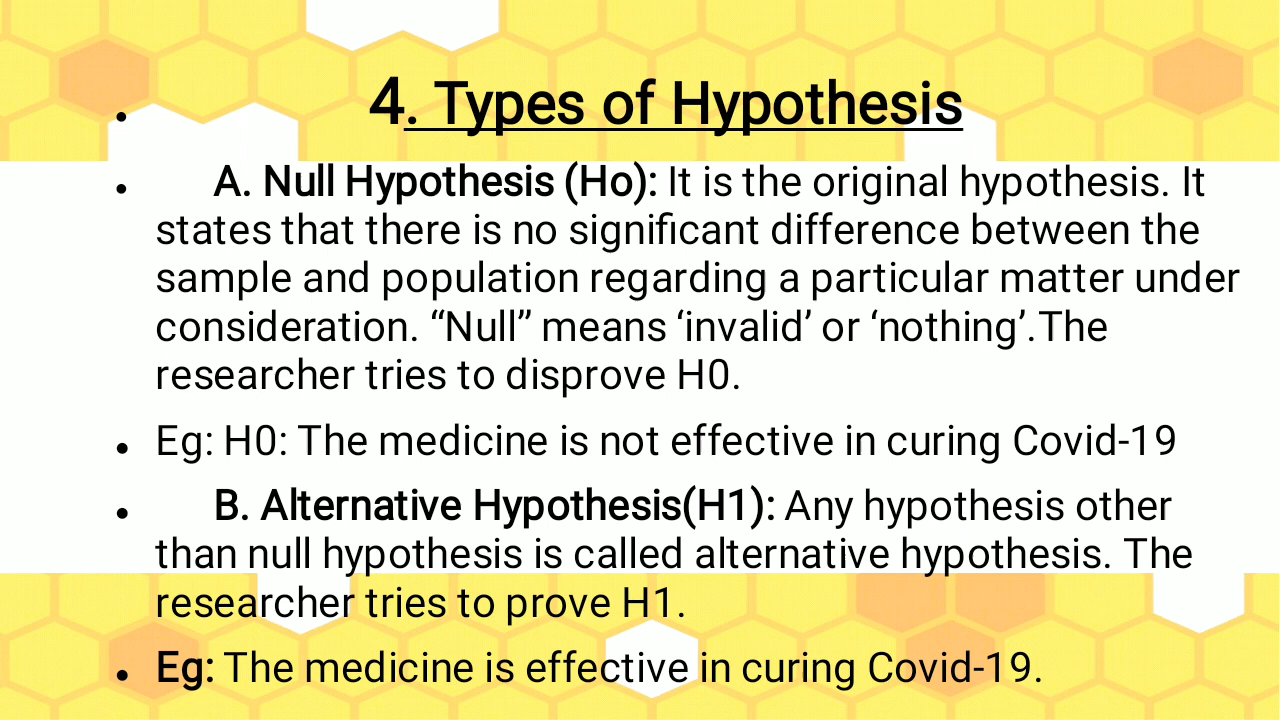 • 4. Types of Hypothesis
• A. Null Hypothesis (Ho): It is the original hypothesis. It
states that there is no significant difference between the
sample and population regarding a particular matter under
consideration. “Null” means ‘invalid’ or ‘nothing’.The
researcher tries to disprove H0.
• Eg: H0: The medicine is not effective in curing Covid-19
• B. Alternative Hypothesis(H1): Any hypothesis other
than null hypothesis is called alternative hypothesis. The
researcher tries to prove H1.
• Eg: The medicine is effective in curing Covid-19.